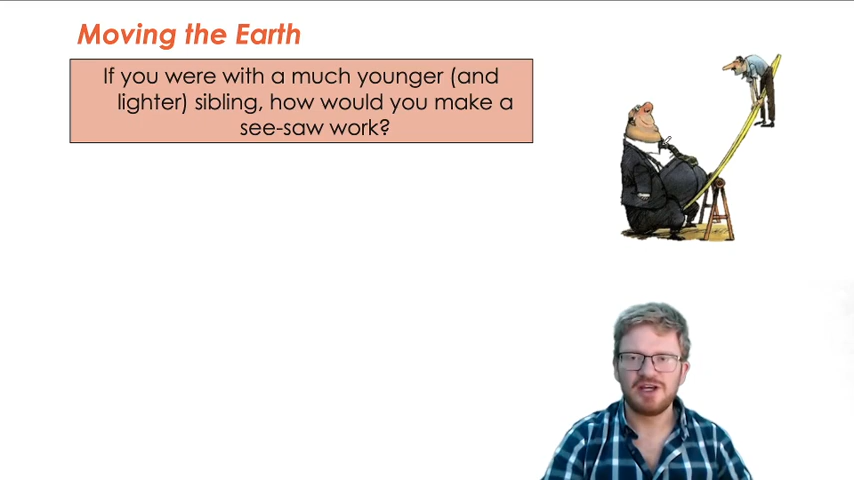 Moving the Earth
If you were with a much younger (and
lighter) sibling, how would you make a
see-saw work?